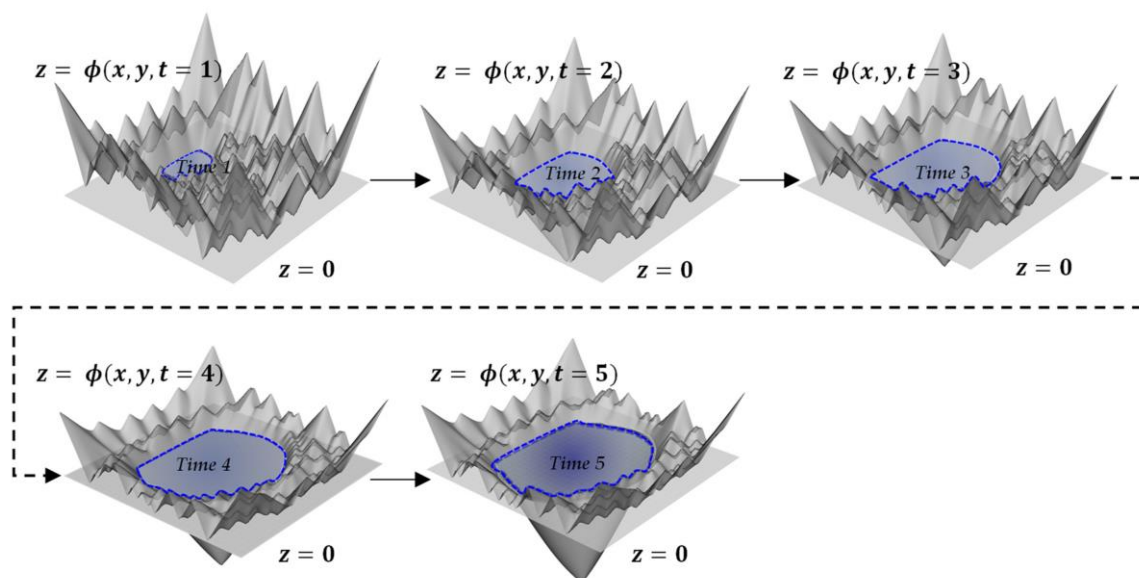 z = ϕ(x, y, t = 1)
Time 1
z = 0
z = ϕ(x, y, t = 2)
Time 2
z = 0
z = ϕ(x, y, t = 3)
Time 3
z = 0
z = ϕ(x, y, t = 4)
Time 4
z = 0
z = ϕ(x, y, t = 5)
Time 5
z = 0